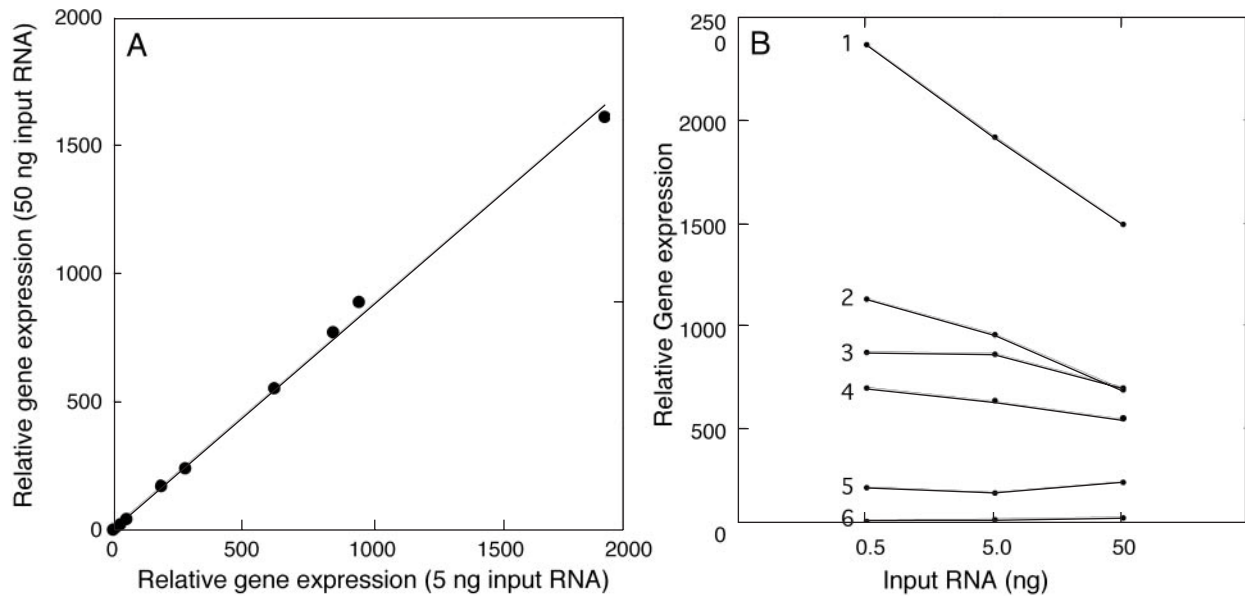 A
Relative gene expression (50 ng input RNA)
2000
1500
1000
500
0
0 500 1000 1500 2000
Relative gene expression (5 ng input RNA)
B
Relative Gene expression
250
0
2000
1500
1000
500
0
1
2
3
4
5
6
0.5 5.0 50
Input RNA (ng)